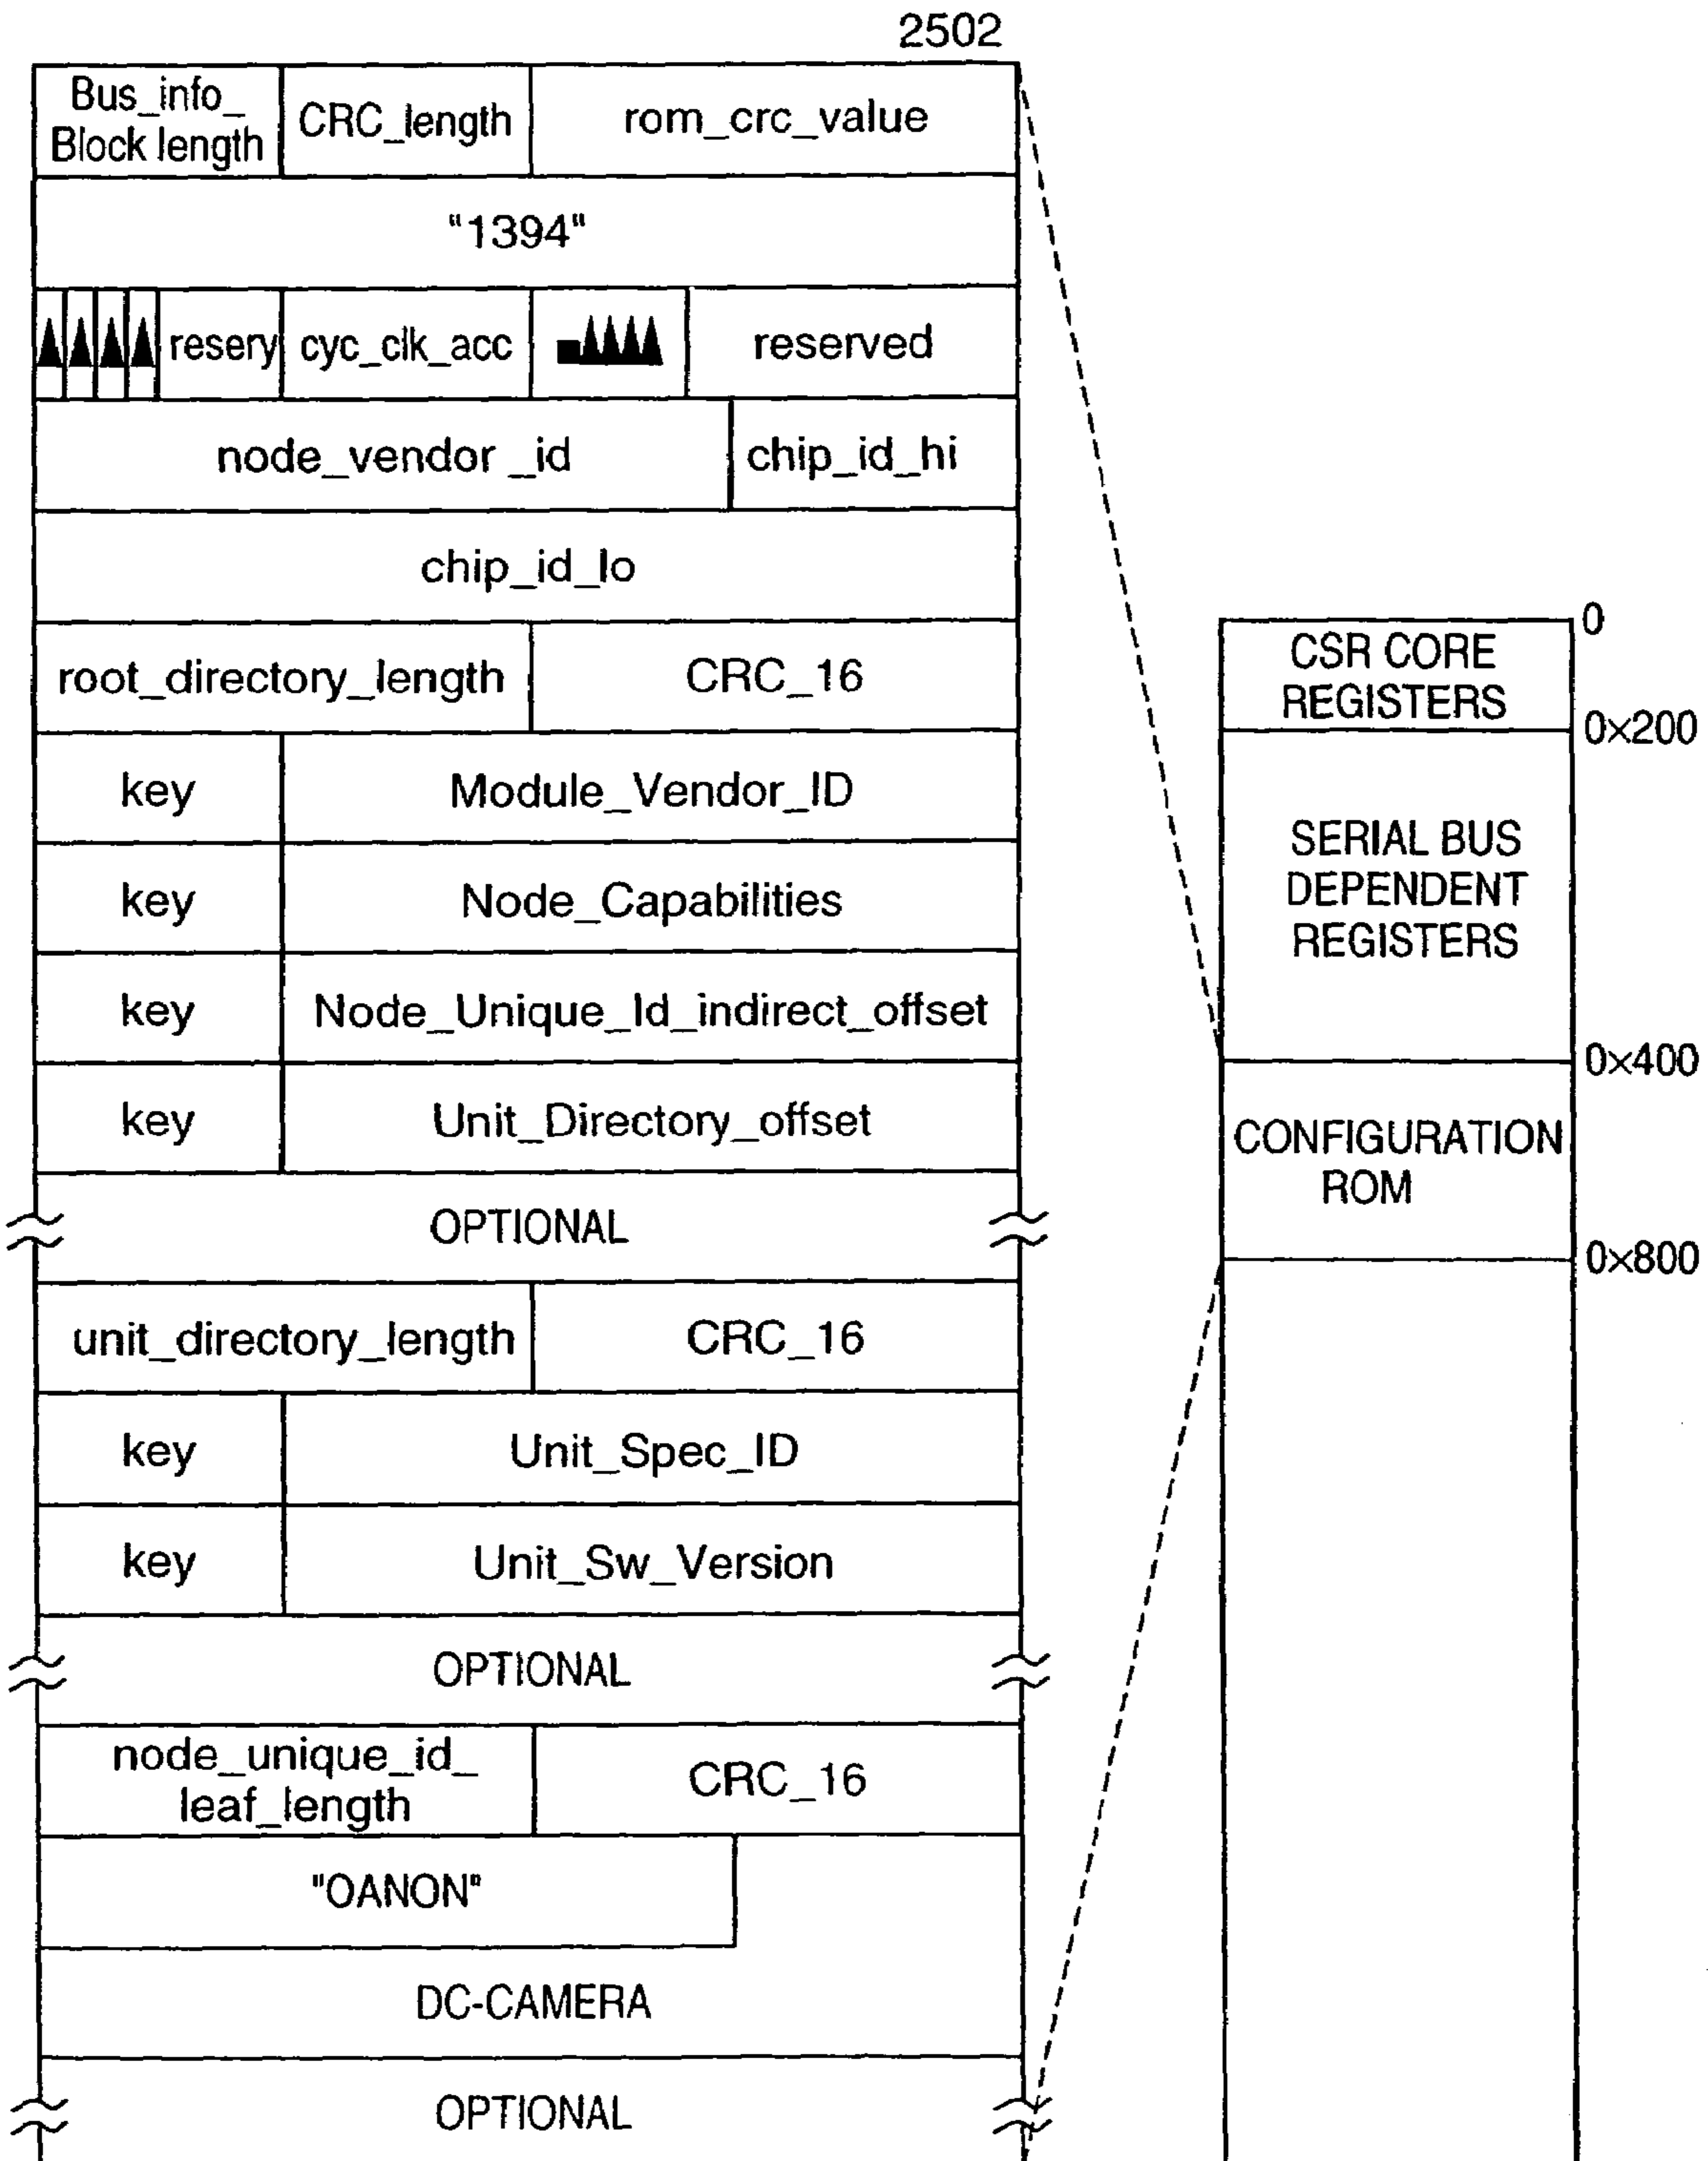 2502
Bus_info_
Block length
CRC_length
rom_crc_value
"1394"
resery
cyc_clk_acc
reserved
node_vendor _id
chip_id_hi
chip_id_lo
root_directory_length
CRC_16
key
Module_Vendor_ID
key
Node_Capabilities
key
Node_Unique_Id_indirect_offset
key
Unit_Directory_offset
OPTIONAL
unit_directory_length
CRC_16
key
Unit_Spec_ID
key
Unit_Sw_Version
OPTIONAL
node_unique_id_
leaf_length
CRC_16
"OANON"
DC-CAMERA
OPTIONAL
0
CSR CORE
REGISTERS
0×200
SERIAL BUS
DEPENDENT
REGISTERS
0×400
CONFIGURATION
ROM
0×800